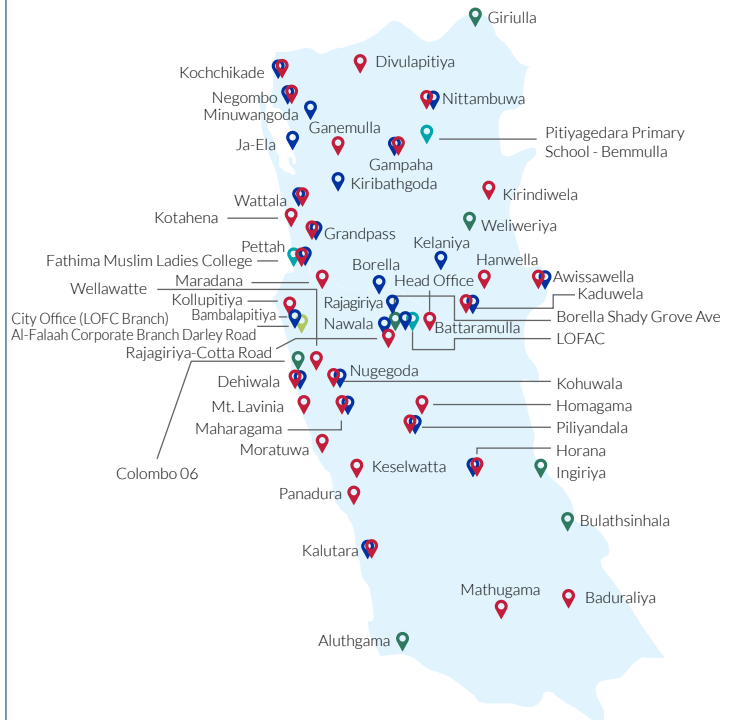 Giriulla
Divulapitiya
Kochchikade
Negombo
Nittambuwa
Minuwangoda
Ganemulla
Pitiyagedara Primary
School - Bemmulla
Ja-Ela
Gampaha
Kiribathgoda
Kirindiwela
Wattala
Kotahena
Weliweriya
Grandpass
Kelaniya
Pettah
Fathima Muslim Ladies College
Borella
Hanwella
Maradana
Head Office
Awissawella
Wellawatte
Kaduwela
Kollupitiya
Rajagiriya
Bambalapitiya
Borella Shady Grove Ave
City Office (LOFC Branch)
Nawala
Battaramulla
Al-Falaah Corporate Branch Darley Road
LOFAC
Rajagiriya-Cotta Road
Nugegoda
Dehiwala
Kohuwala
Mt. Lavinia
Homagama
Maharagama
Piliyandala
Moratuwa
Horana
Colombo 06
Keselwatta
Ingiriya
Panadura
Bulathsinhala
Kalutara
Mathugama
Baduraliya
Aluthgama